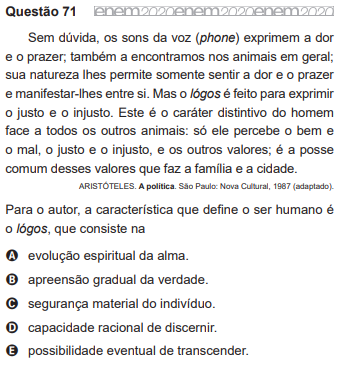 Questão 71 enem2020enem2020enem2020
Sem dúvida, os sons da voz (phone) exprimem a dor
e o prazer; também a encontramos nos animais em geral;
sua natureza lhes permite somente sentir a dor e o prazer
e manifestar-lhes entre si. Mas o lógos é feito para exprimir
o justo e o injusto. Este é o caráter distintivo do homem
face a todos os outros animais: só ele percebe o bem e
o mal, o justo e o injusto, e os outros valores; é a posse
comum desses valores que faz a família e a cidade.
ARISTÓTELES. A política. São Paulo: Nova Cultural, 1987 (adaptado).
Para o autor, a característica que define o ser humano é
o lógos, que consiste na
A evolução espiritual da alma.
B apreensão gradual da verdade.
C segurança material do indivíduo.
D capacidade racional de discernir.
E possibilidade eventual de transcender.